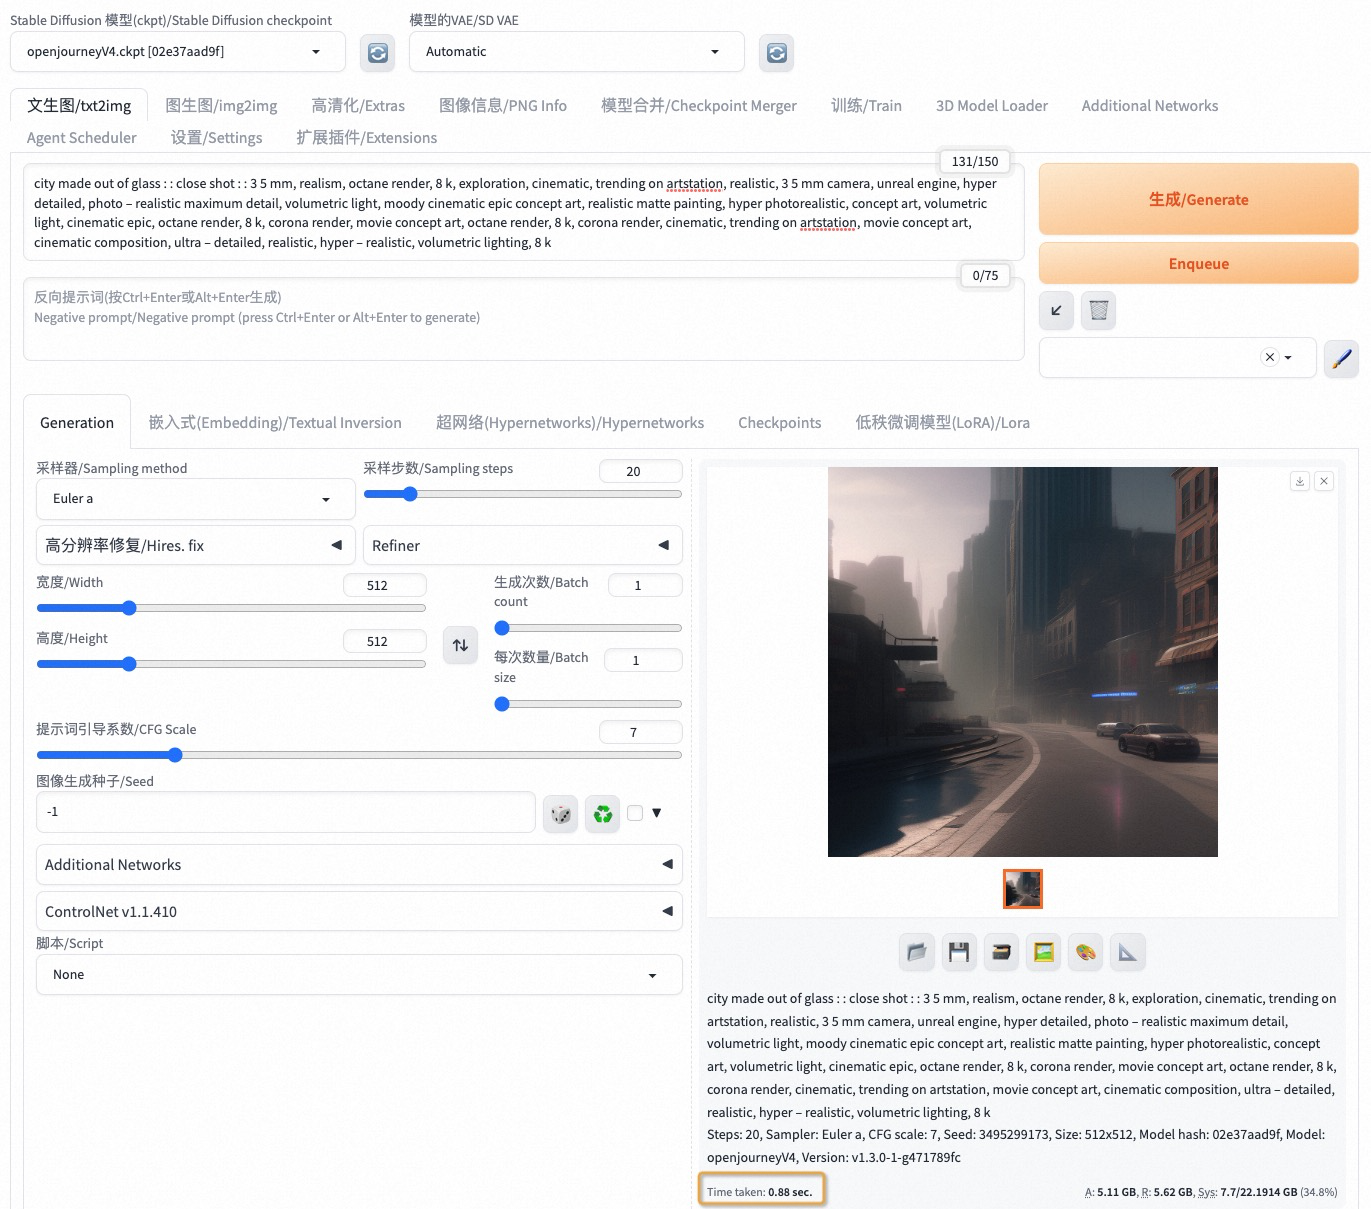 Stable Diffusion 模型(ckpt)/Stable Diffusion checkpoint
模型的VAE/SD VAE
openjourneyV4.ckpt [02e37aad9f]
Automatic
文生图/txt2img
图生图/img2img
高清化/Extras
图像信息/PNG Info
模型合并/Checkpoint Merger
训练/Train
3D Model Loader
Additional Networks
Agent Scheduler
设置/Settings
扩展插件/Extensions
131/150
city made out of glass : : close shot : : 3 5 mm, realism, octane render, 8 k, exploration, cinematic, trending on artstation, realistic, 3 5 mm camera, unreal engine, hyper
detailed, photo – realistic maximum detail, volumetric light, moody cinematic epic concept art, realistic matte painting, hyper photorealistic, concept art, volumetric
light, cinematic epic, octane render, 8 k, corona render, movie concept art, octane render, 8 k, corona render, cinematic, trending on artstation, movie concept art,
cinematic composition, ultra – detailed, realistic, hyper – realistic, volumetric lighting, 8 k
生成/Generate
Enqueue
0/75
反向提示词(按Ctrl+Enter或Alt+Enter生成)
Negative prompt/Negative prompt (press Ctrl+Enter or Alt+Enter to generate)
Generation
嵌入式(Embedding)/Textual Inversion
超网络(Hypernetworks)/Hypernetworks
Checkpoints
低秩微调模型(LoRA)/Lora
采样器/Sampling method
Euler a
采样步数/Sampling steps
20
高分辨率修复/Hires. fix
Refiner
宽度/Width
512
生成次数/Batch
count
1
高度/Height
512
每次数量/Batch
size
1
提示词引导系数/CFG Scale
7
图像生成种子/Seed
-1
Additional Networks
ControlNet v1.1.410
脚本/Script
None
city made out of glass : : close shot : : 3 5 mm, realism, octane render, 8 k, exploration, cinematic, trending on
artstation, realistic, 3 5 mm camera, unreal engine, hyper detailed, photo – realistic maximum detail,
volumetric light, moody cinematic epic concept art, realistic matte painting, hyper photorealistic, concept
art, volumetric light, cinematic epic, octane render, 8 k, corona render, movie concept art, octane render, 8 k,
corona render, cinematic, trending on artstation, movie concept art, cinematic composition, ultra – detailed,
realistic, hyper – realistic, volumetric lighting, 8 k
Steps: 20, Sampler: Euler a, CFG scale: 7, Seed: 3495299173, Size: 512x512, Model hash: 02e37aad9f, Model:
openjourneyV4, Version: v1.3.0-1-g471789fc
Time taken: 0.88 sec.
A: 5.11 GB, R: 5.62 GB, Sys: 7.7/22.1914 GB (34.8%)